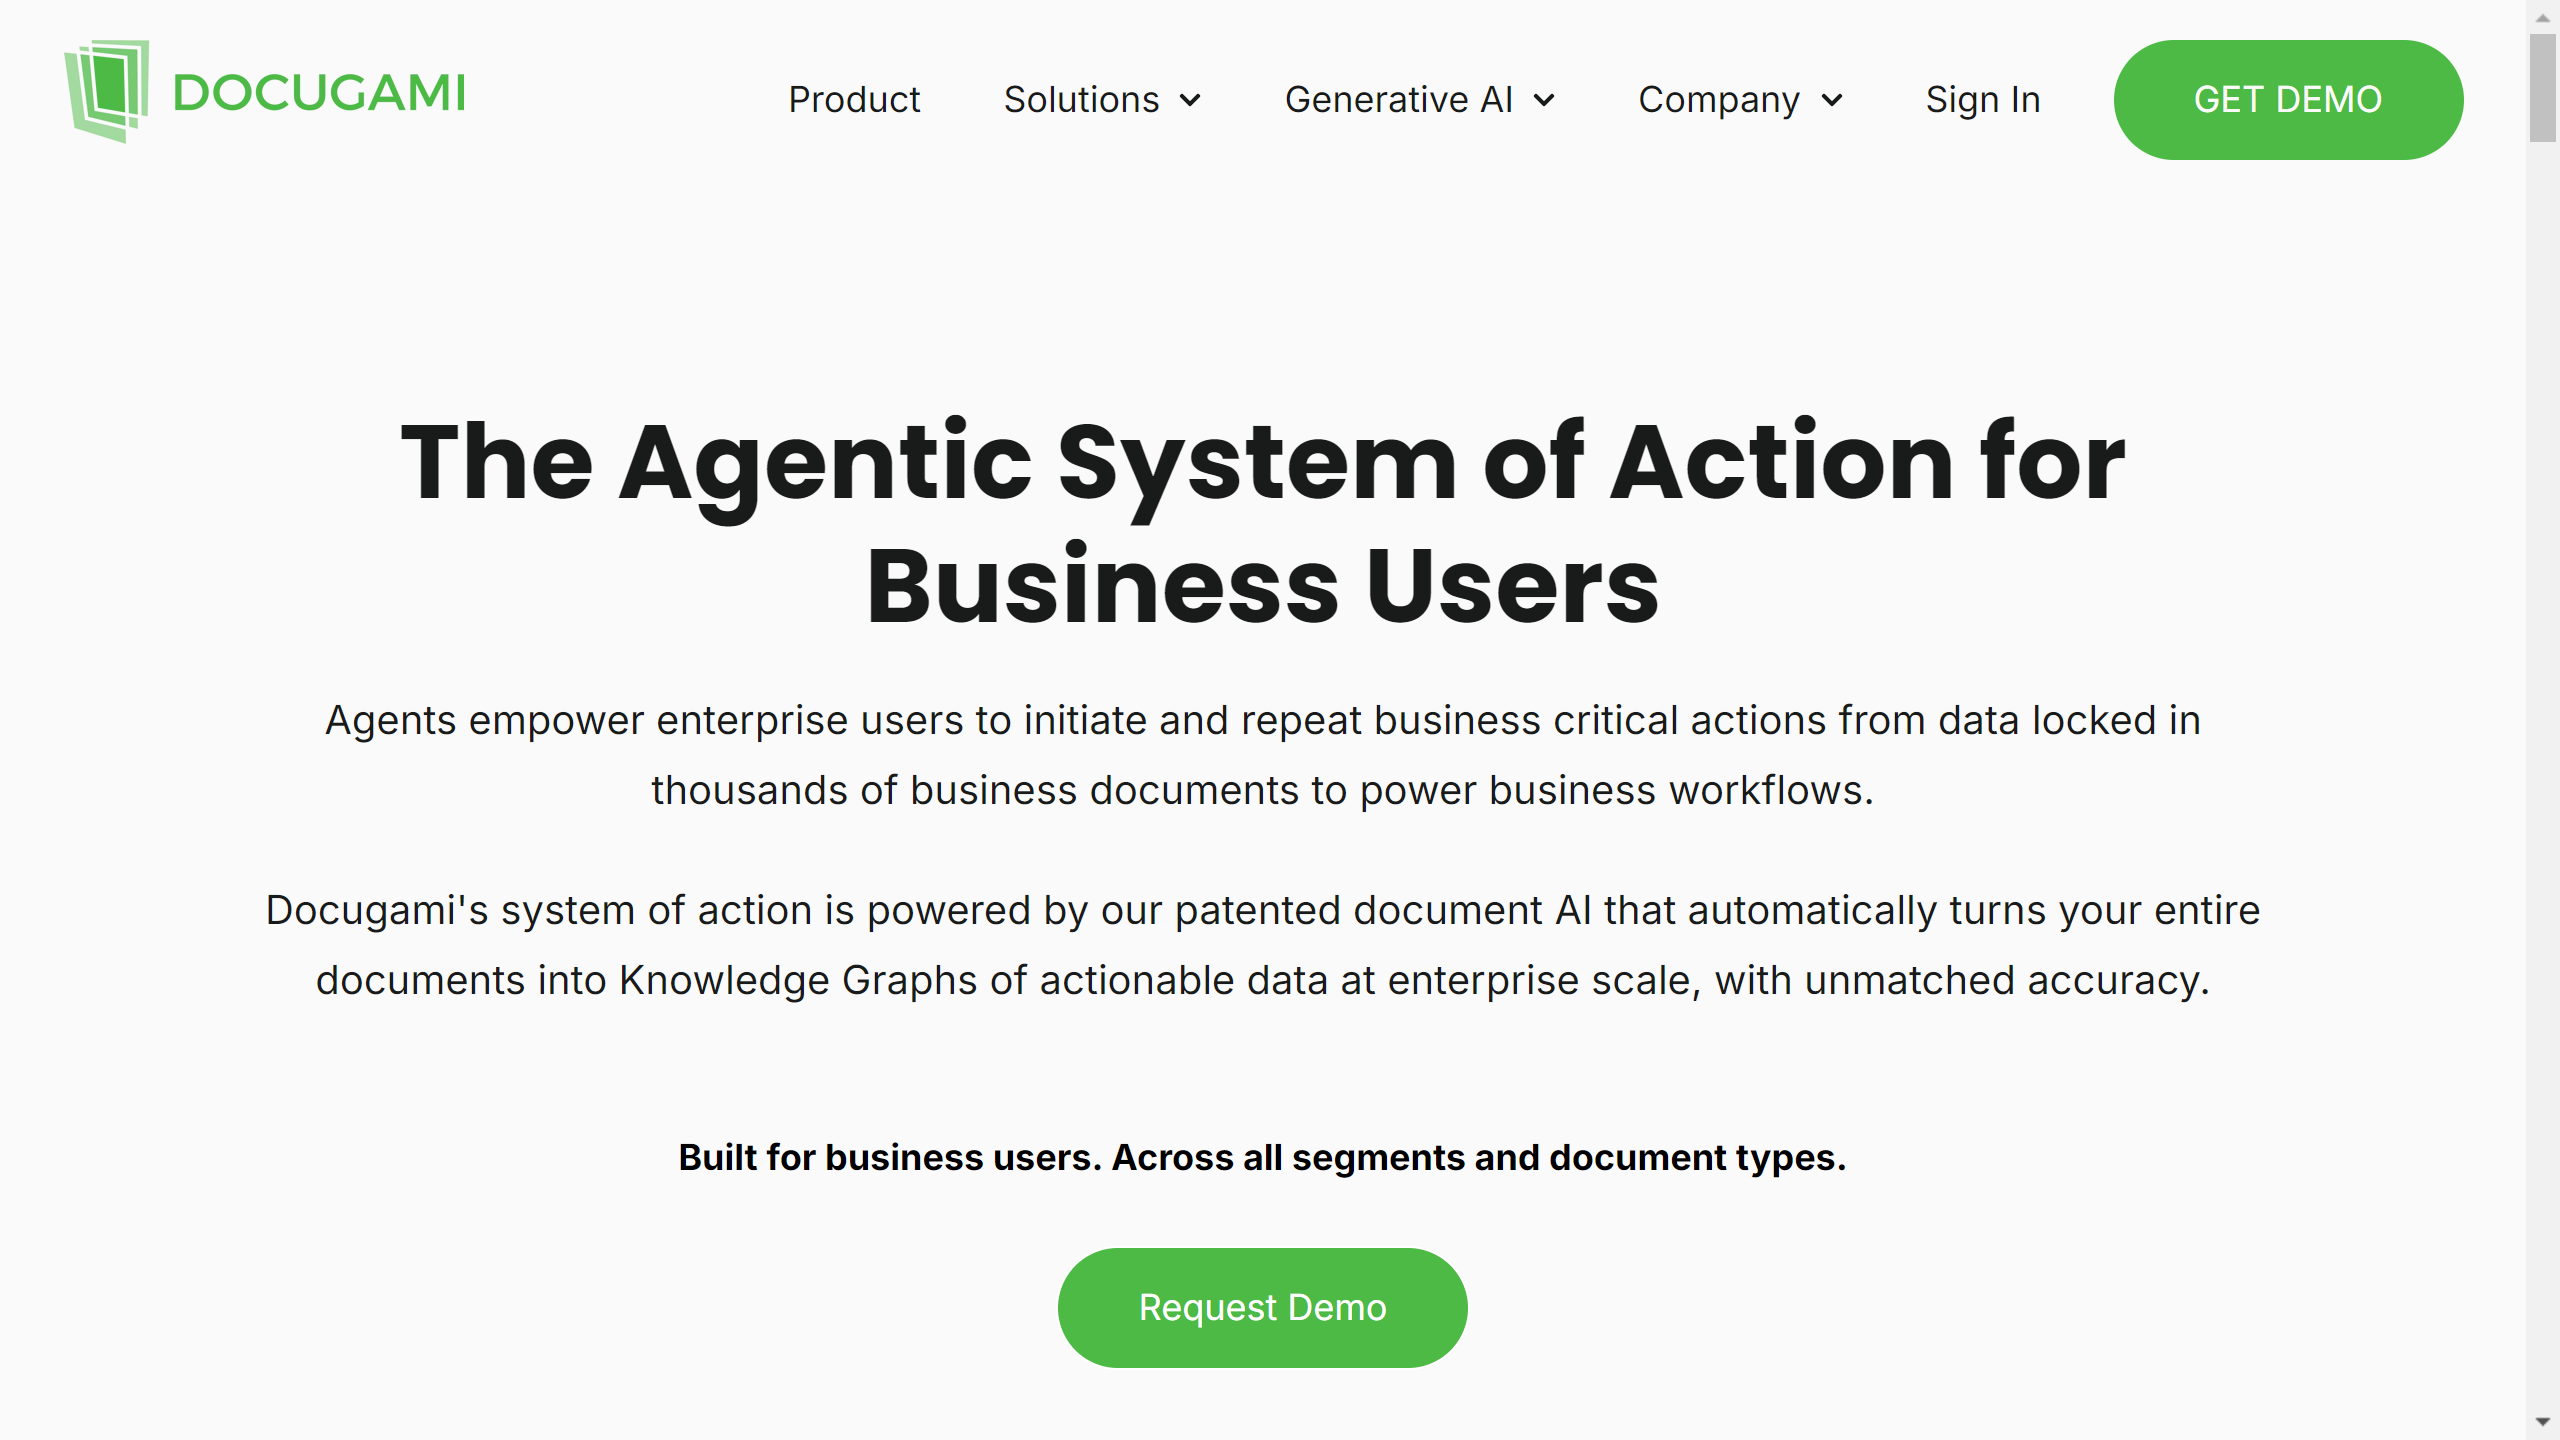 DOCUGAMI
Product Solutions Generative AI Company Sign In GET DEMO
The Agentic System of Action for
Business Users
Agents empower enterprise users to initiate and repeat business critical actions from data locked in
thousands of business documents to power business workflows.
Docugami's system of action is powered by our patented document AI that automatically turns your entire
documents into Knowledge Graphs of actionable data at enterprise scale, with unmatched accuracy.
Built for business users. Across all segments and document types.
Request Demo